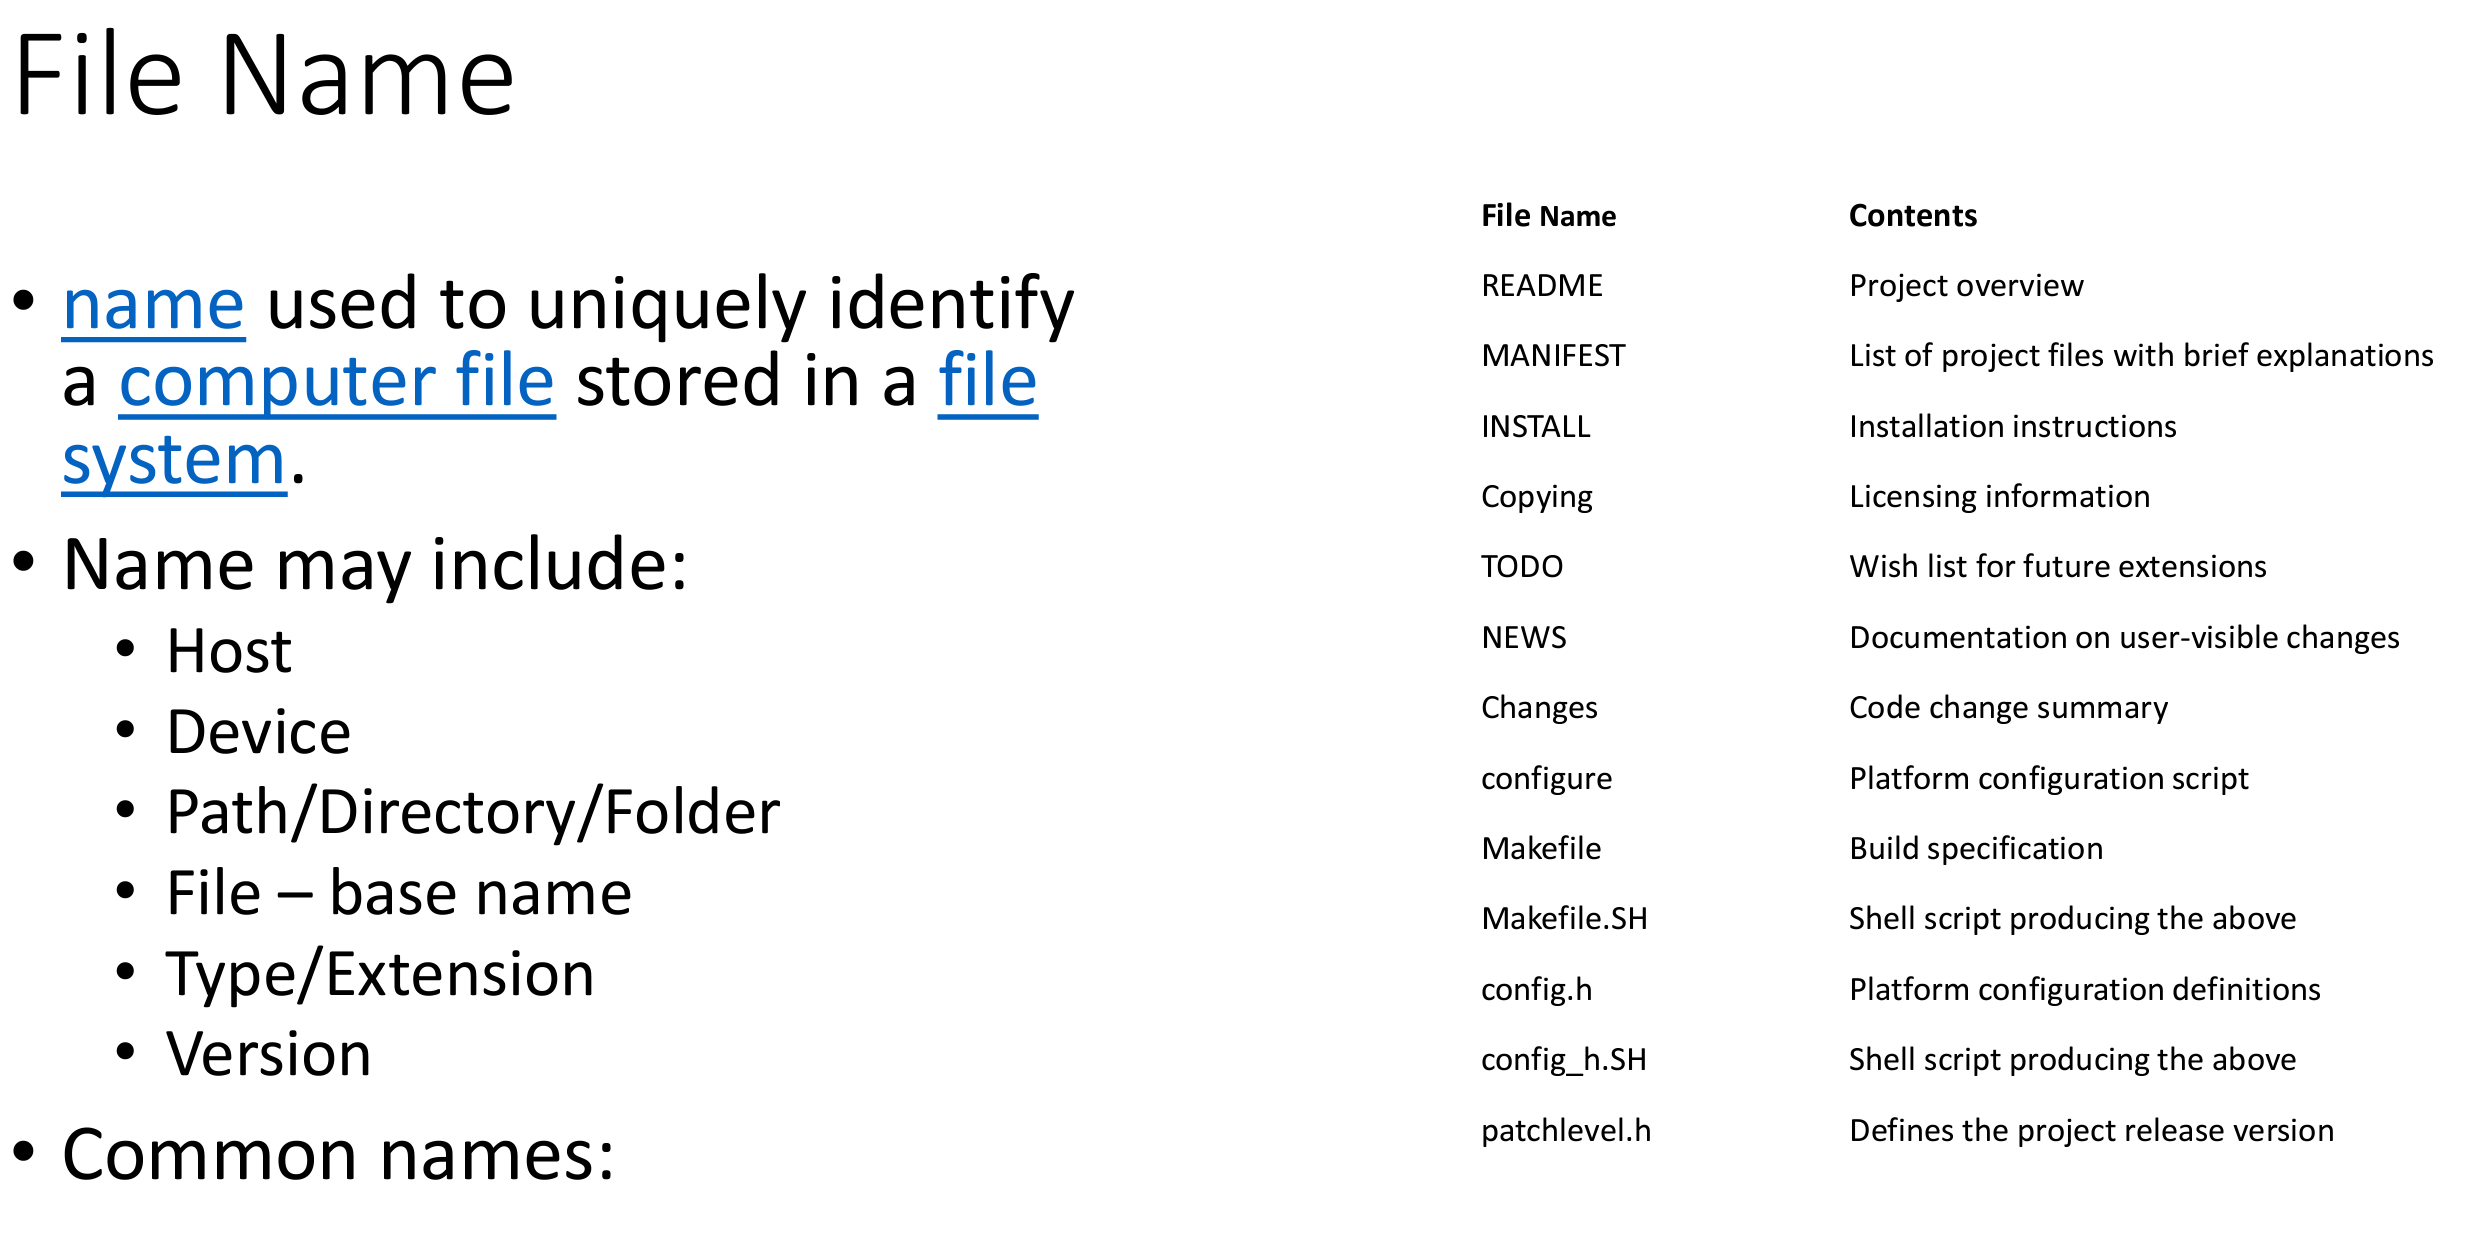 File Name
• name used to uniquely identify
a computer file stored in a file
system.
• Name may include:
• Host
• Device
• Path/Directory/Folder
• File – base name
• Type/Extension
• Version
• Common names:
File Name Contents
README Project overview
MANIFEST List of project files with brief explanations
INSTALL Installation instructions
Copying Licensing information
TODO Wish list for future extensions
NEWS Documentation on user-visible changes
Changes Code change summary
configure Platform configuration script
Makefile Build specification
Makefile.SH Shell script producing the above
config.h Platform configuration definitions
config_h.SH Shell script producing the above
patchlevel.h Defines the project release version